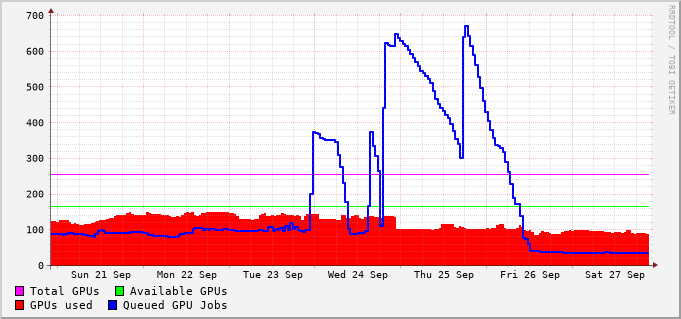 700
600
500
400
300
200
100
0
Sun 21 Sep Mon 22 Sep Tue 23 Sep Wed 24 Sep Thu 25 Sep Fri 26 Sep Sat 27 Sep
Total GPUs Available GPUs
GPUs used Queued GPU Jobs
RRDTOOL / TOBI OETIKER